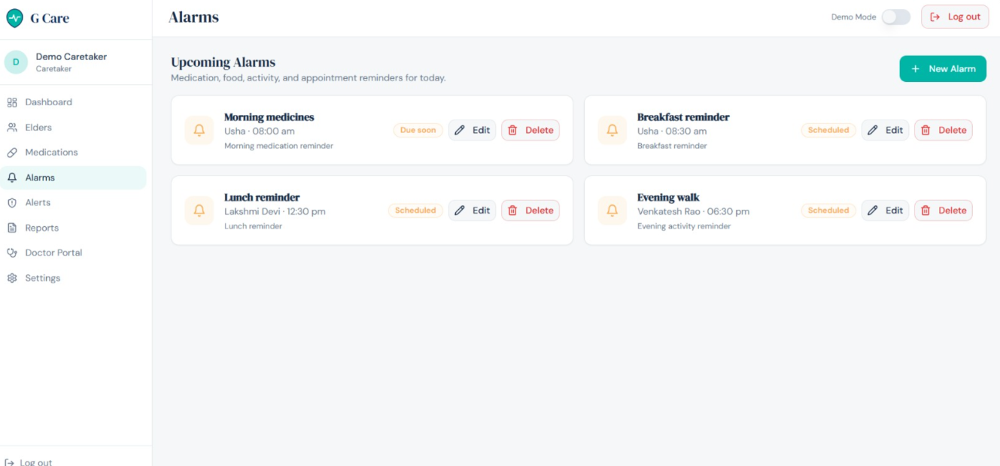 G Care
Demo Caretaker
Caretaker
Dashboard
Elders
Medications
Alarms
Alerts
Reports
Doctor Portal
Settings
Log out
Alarms
Demo Mode
Log out
Upcoming Alarms
Medication, food, activity, and appointment reminders for today.
+ New Alarm
Morning medicines
Usha · 08:00 am
Morning medication reminder
Due soon
Edit
Delete
Breakfast reminder
Usha · 08:30 am
Breakfast reminder
Scheduled
Edit
Delete
Lunch reminder
Lakshmi Devi · 12:30 pm
Lunch reminder
Scheduled
Edit
Delete
Evening walk
Venkatesh Rao · 06:30 pm
Evening activity reminder
Scheduled
Edit
Delete
D